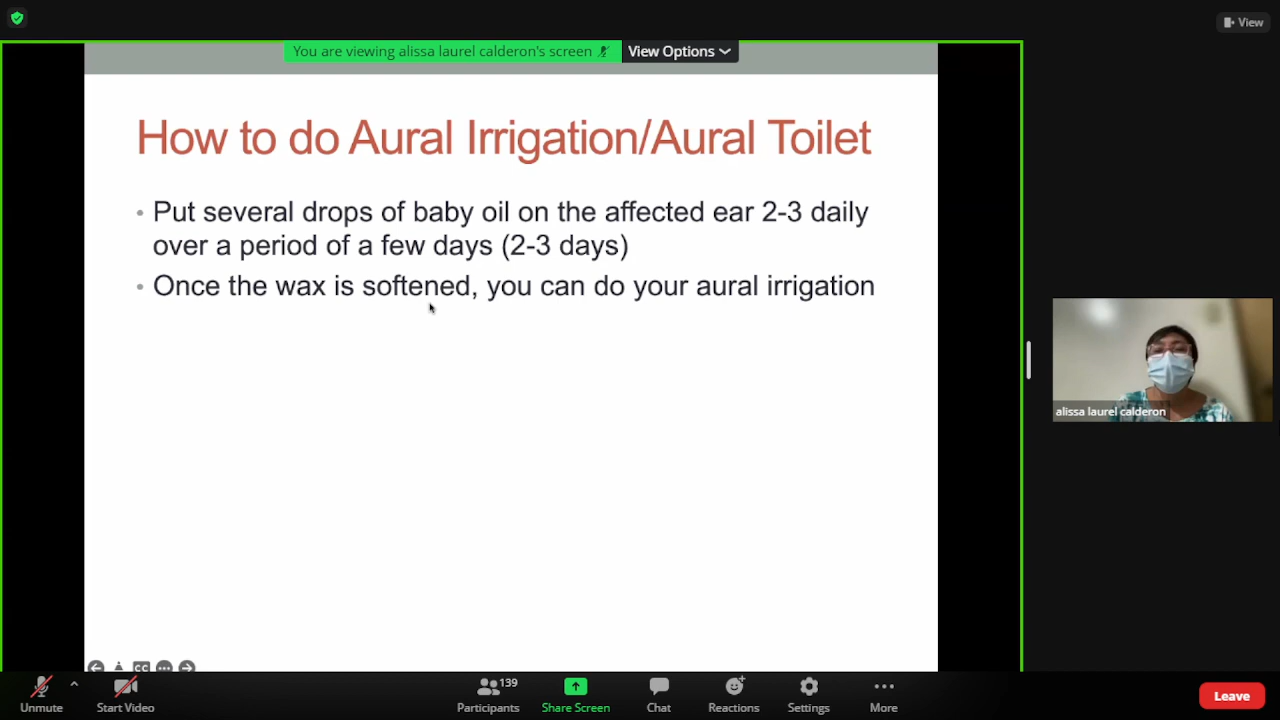 View
You are viewing alissa laurel calderon's screen
View Options
How to do Aural Irrigation/Aural Toilet
• Put several drops of baby oil on the affected ear 2-3 daily
over a period of a few days (2-3 days)
• Once the wax is softened, you can do your aural irrigation
alissa laurel calderon
CC
Unmute
Start Video
139
Participants
Share Screen
Chat
Reactions
Settings
More
Leave